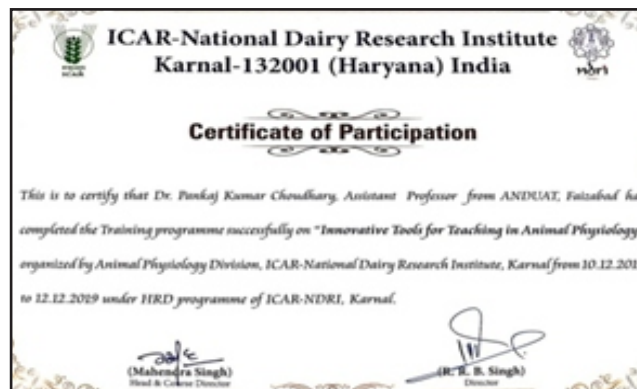 ICAR-National Dairy Research Institute
Karnal-132001 (Haryana) India
Certificate of Participation
This is to certify that Dr. Pankaj Kumar Choudhary, Assistant Professor from ANDUAT, Faizabad ha
completed the Training programme successfully on "Innovative Tools for Teaching in Animal Physiology
organized by Animal Physiology Division, ICAR-National Dairy Research Institute, Karnal from 10.12.201
to 12.12.2019 under HRD programme of ICAR-NDRI, Karnal.
(Mahendra Singh)
Head & Course Director
(R. R. B. Singh)
Director